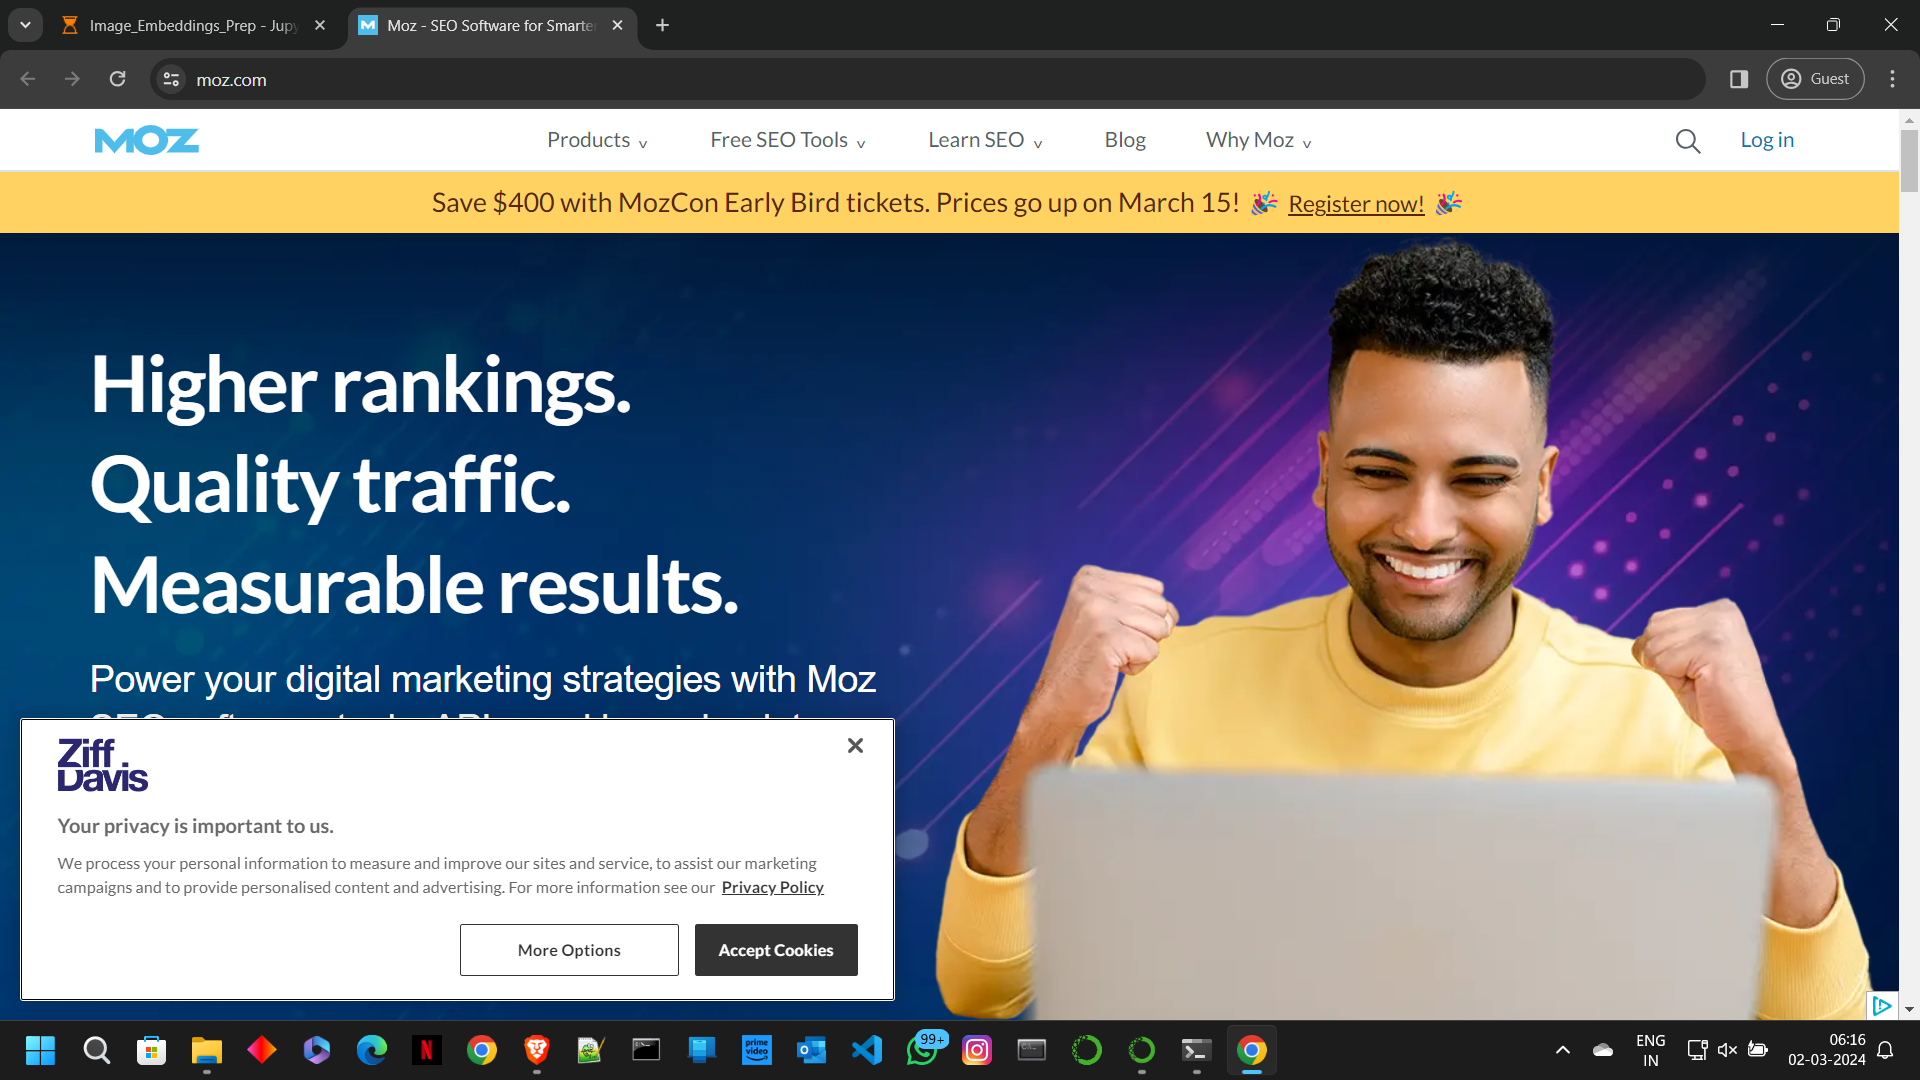 Image_Embeddings_Prep - Jupy
Moz - SEO Software for Smarte
moz.com
Guest
MOZ
Products
Free SEO Tools
Learn SEO
Blog
Why Moz
Log in
Save $400 with MozCon Early Bird tickets. Prices go up on March 15! 🎉 Register now! 🎉
Higher rankings.
Quality traffic.
Measurable results.
Power your digital marketing strategies with Moz
Ziff
Davis
Your privacy is important to us.
We process your personal information to measure and improve our sites and service, to assist our marketing
campaigns and to provide personalised content and advertising. For more information see our Privacy Policy
More Options
Accept Cookies
prime
video
99+
ENG
IN
06:16
02-03-2024